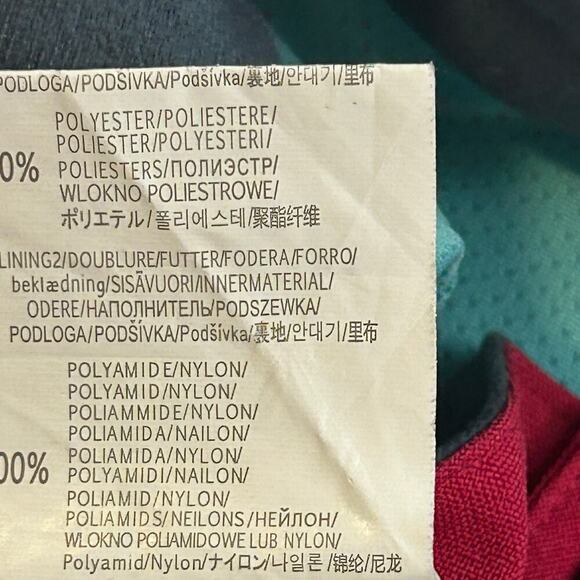 PODLOGA/PODŠIVKA/Podšívka/裏地/안대기/里布
POLYESTER/POLIESTERE/
POLIESTER/POLYESTERI/
0% POLIESTERS/ПОЛИЭСТР/
WLOKNO POLIESTROWE/
ポリエテル/폴리에스테/聚酯纤维
LINING2/DOUBLURE/FUTTER/FODERA/FORRO/
beklædning/SISÄVUORI/INNERMATERIAL/
ODERE/НАПОЛНИТЕЛЬ/PODSZEWKA/
PODLOGA/PODŠÍVKA/Podšívka/裏地/안대기/里布
POLYAMIDE/NYLON/
POLYAMID/NYLON/
POLIAMMIDE/NYLON/
POLIAMIDA/NAILON/
POLIAMIDA/NYLON/
00% POLYAMIDI/NAILON/
POLIAMID/NYLON/
POLIAMIDS/NEILONS/НЕЙЛОН/
WLOKNO POLIAMIDOWE LUB NYLON/
Polyamid/Nylon/ナイロン/나일론/锦纶/尼龙